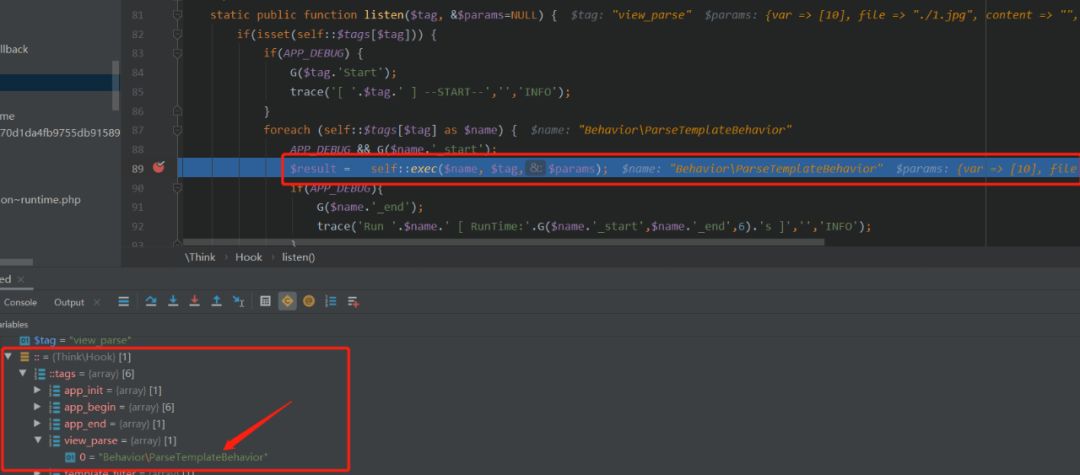 81 static public function listen($tag, &$params=NULL) { $tag: "view_parse" $params: {var => [10], file => "./1.jpg", content => "",
llback
82 if(isset(self::$tags[$tag])) {
83 if(APP_DEBUG) {
84 G($tag.'Start');
85 trace('[ '.$tag.' ] --START--','','INFO');
86 }
me
87 foreach (self::$tags[$tag] as $name) { $name: "Behavior\ParseTemplateBehavior"
70d1da4fb9755db91589
88 APP_DEBUG && G($name.'_start');
89 $result = self::exec($name, $tag, &: $params); $name: "Behavior\ParseTemplateBehavior" $params: {var => [10], file
90 if(APP_DEBUG){
91 G($name.'_end');
on~runtime.php
92 trace('Run '.$name.' [ RunTime:'.G($name.'_start',$name.'_end',6).'s ]','','INFO');
93 }
\Think › Hook › listen()
ed ×
Console Output ×
ariables
$tag = "view_parse"
:: = {Think\Hook} [1]
::tags = {array} [6]
app_init = {array} [1]
app_begin = {array} [6]
app_end = {array} [1]
view_parse = {array} [1]
0 = "Behavior\ParseTemplateBehavior"
template_filter = {array} [1]